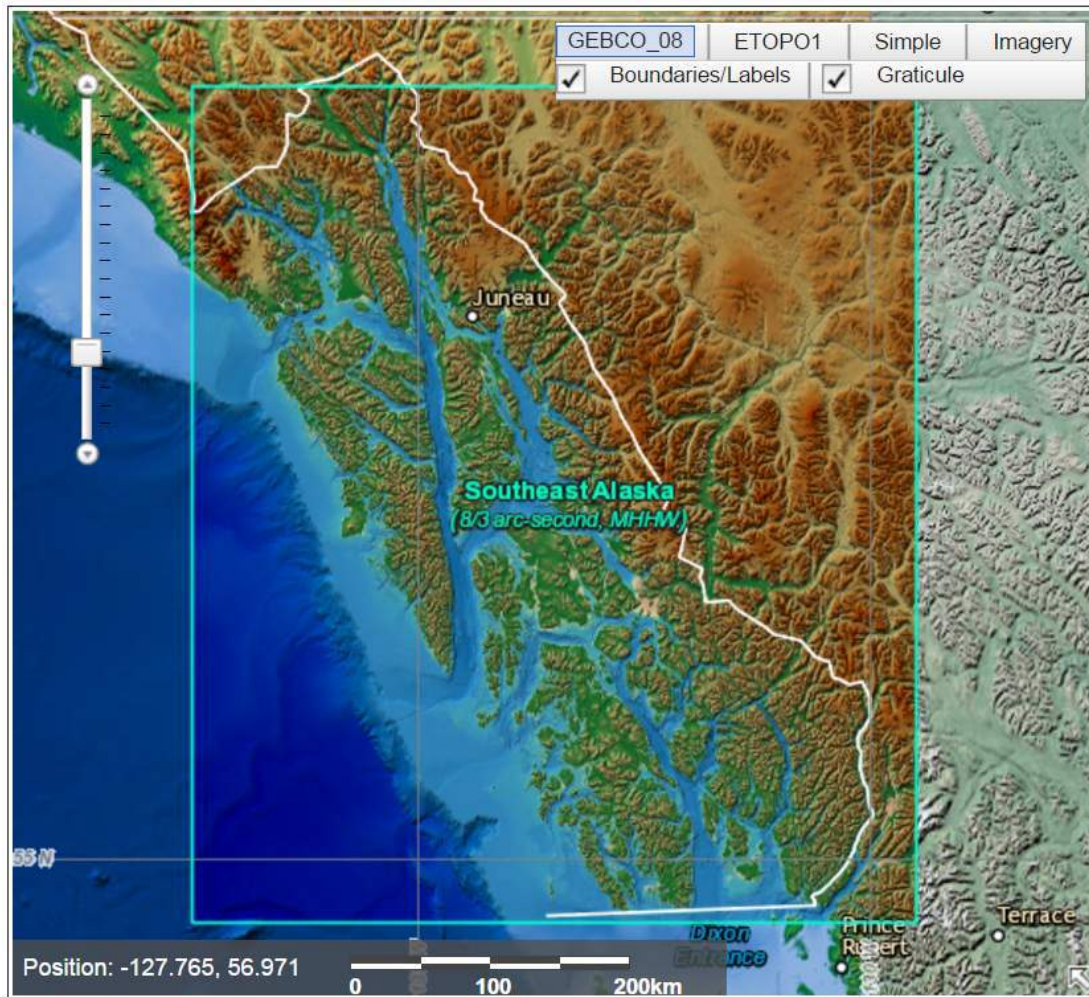 GEBCO_08 ETOPO1 Simple Imagery
Boundaries/Labels Graticule
Juneau
Southeast Alaska
(8/3 arc-second, MHHW)
55 N
Terrace
Prince
Rupert
Dixon
Entrance
Position: -127.765, 56.971
0 100 200km